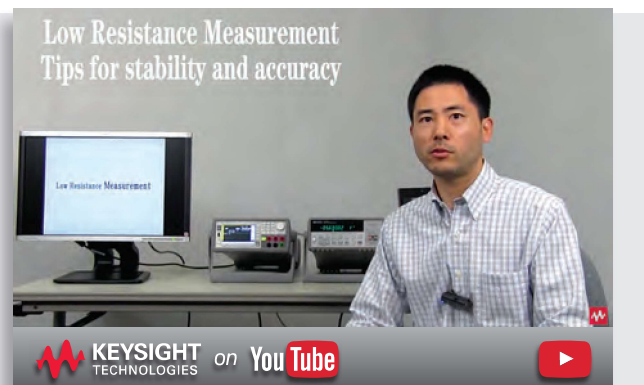 Low Resistance Measurement
Tips for stability and accuracy
Low Resistance Measurement
KEYSIGHT
TECHNOLOGIES
on YouTube